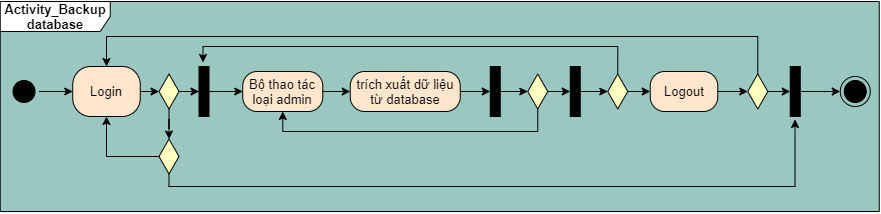 Activity_Backup
database
Login
Bộ thao tác
loại admin
trích xuất dữ liệu
từ database
Logout